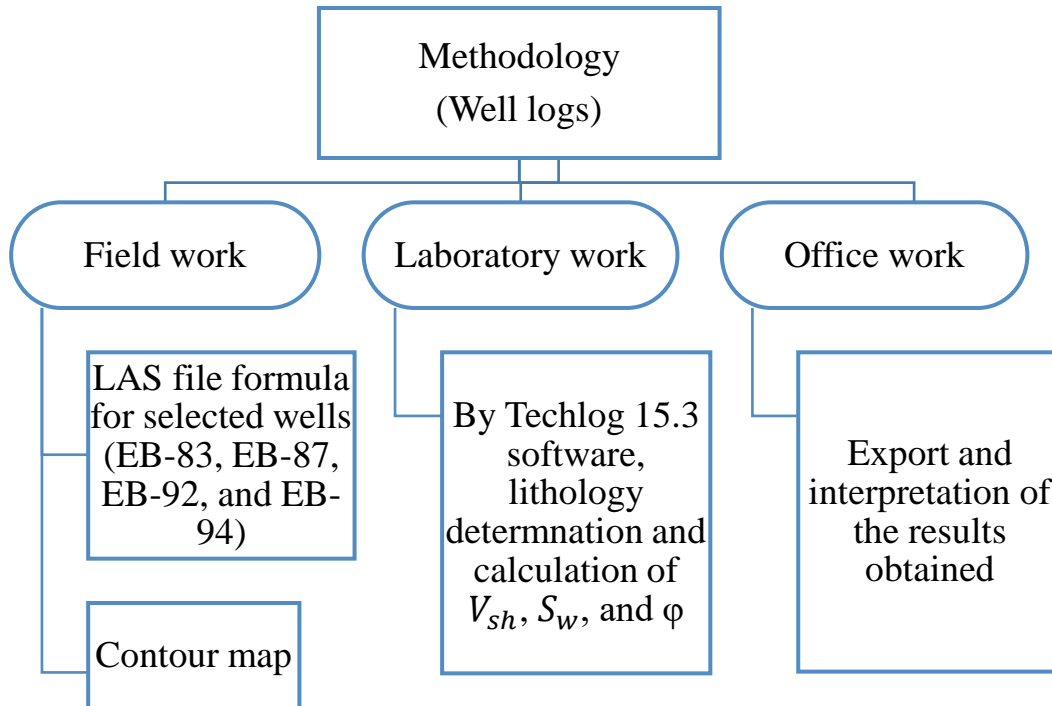 Methodology
(Well logs)
Field work
Laboratory work
Office work
LAS file formula
for selected wells
(EB-83, EB-87,
EB-92, and EB-
94)
Contour map
By Techlog 15.3
software,
lithology
determnation and
calculation of
V_sh, S_w, and φ
Export and
interpretation of
the results
obtained